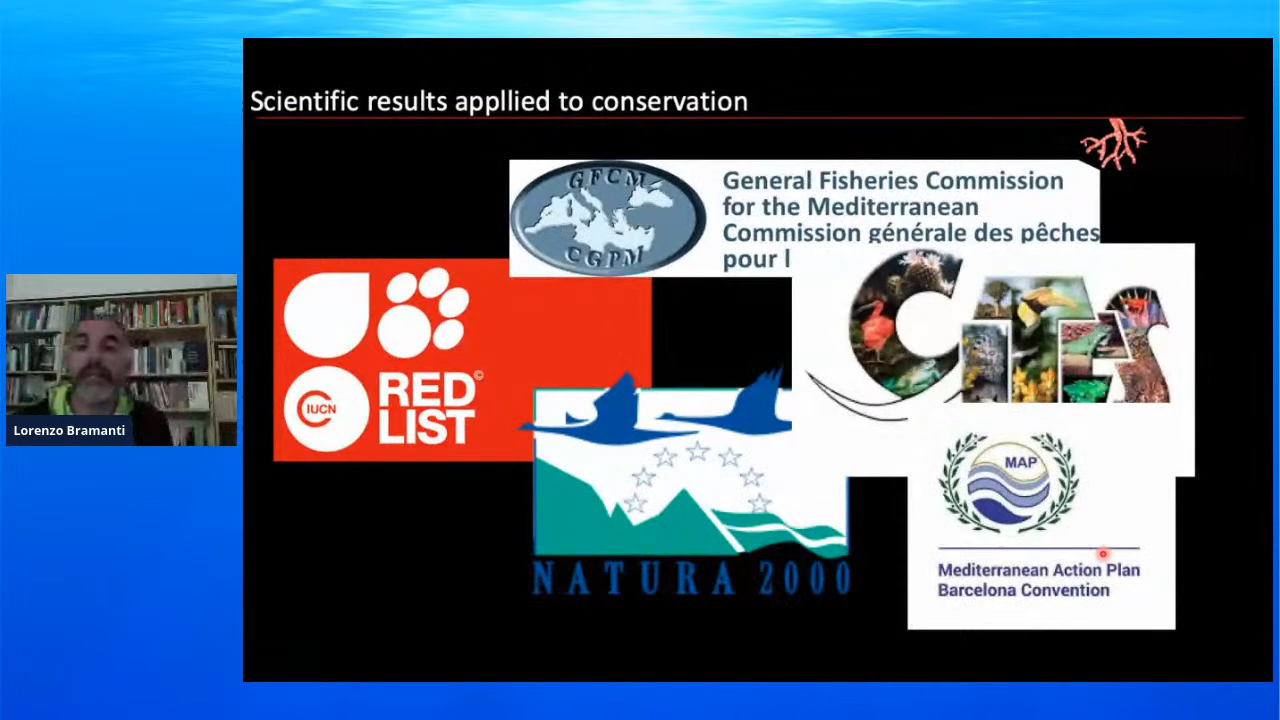 Scientific results appllied to conservation
GFCM
CGPM
General Fisheries Commission
for the Mediterranean
Commission générale des pêches
pour l
CITES
RED
LIST
©
IUCN
NATURA 2000
MAP
Mediterranean Action Plan
Barcelona Convention
Lorenzo Bramanti